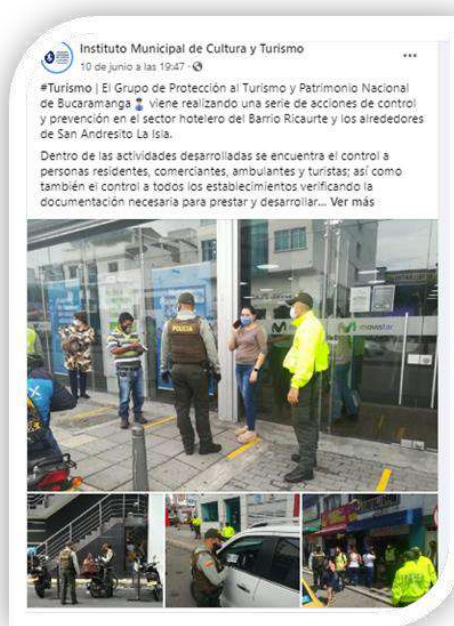 Instituto Municipal de Cultura y Turismo
10 de junio a las 19:47 ·
#Turismo | El Grupo de Protección al Turismo y Patrimonio Nacional
de Bucaramanga viene realizando una serie de acciones de control
y prevención en el sector hotelero del Barrio Ricaurte y los alrededores
de San Andresito La Isla.
Dentro de las actividades desarrolladas se encuentra el control a
personas residentes, comerciantes, ambulantes y turistas; así como
también el control a todos los establecimientos verificando la
documentación necesaria para prestar y desarrollar... Ver más
POLICIA
movistar